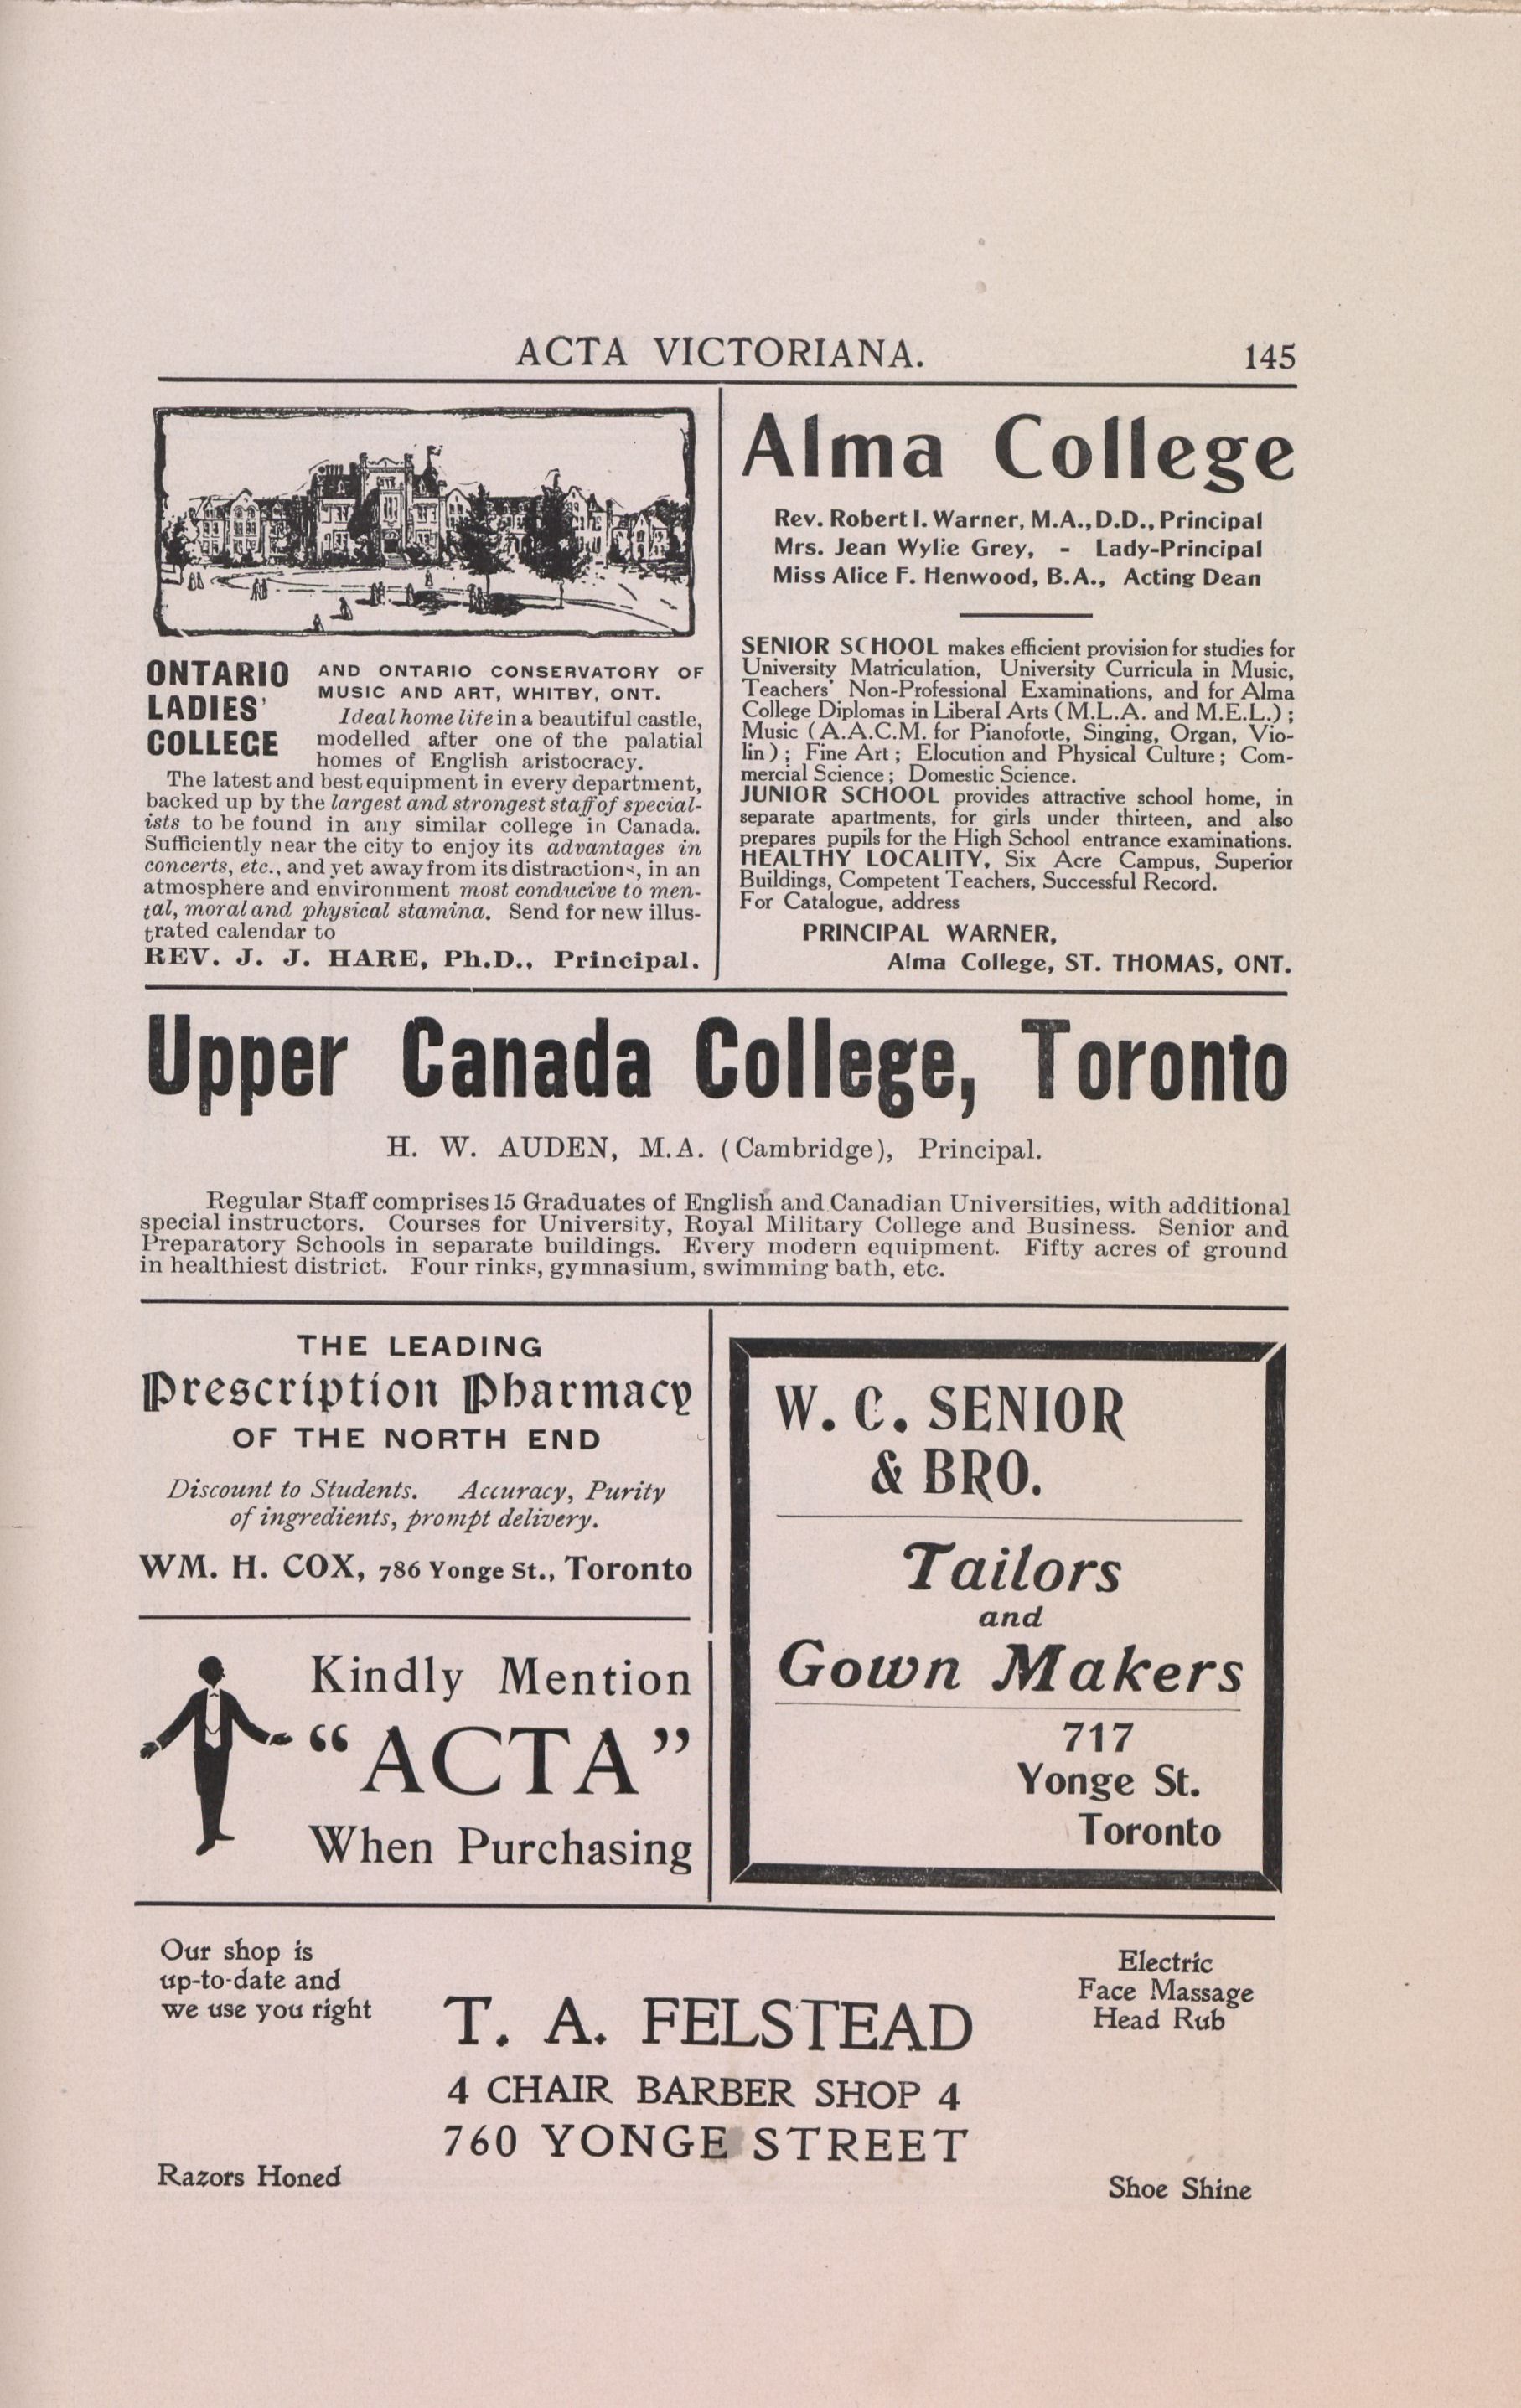 ACTA VICTORIANA. 145
ONTARIO
LADIES'
COLLEGE
AND ONTARIO CONSERVATORY OF
MUSIC AND ART, WHITBY, ONT.
Ideal home life in a beautiful castle,
modelled after one of the palatial
homes of English aristocracy.
The latest and best equipment in every department,
backed up by the largest and strongest staff of special-
ists to be found in any similar college in Canada.
Sufficiently near the city to enjoy its advantages in
concerts, etc., and yet away from its distractions, in an
atmosphere and environment most conducive to men-
tal, moral and physical stamina. Send for new illus-
trated calendar to
REV. J. J. HARE, Ph.D., Principal.
Alma College
Rev. Robert I. Warner, M.A., D.D., Principal
Mrs. Jean Wylie Grey, - Lady-Principal
Miss Alice F. Henwood, B.A., Acting Dean
SENIOR SCHOOL makes efficient provision for studies for
University Matriculation, University Curricula in Music,
Teachers' Non-Professional Examinations, and for Alma
College Diplomas in Liberal Arts (M.L.A. and M.E.L.);
Music (A.A.C.M. for Pianoforte, Singing, Organ, Vio-
lin); Fine Art; Elocution and Physical Culture; Com-
mercial Science; Domestic Science.
JUNIOR SCHOOL provides attractive school home, in
separate apartments, for girls under thirteen, and also
prepares pupils for the High School entrance examinations.
HEALTHY LOCALITY, Six Acre Campus, Superior
Buildings, Competent Teachers, Successful Record.
For Catalogue, address
PRINCIPAL WARNER,
Alma College, ST. THOMAS, ONT.
Upper Canada College, Toronto
H. W. AUDEN, M.A. (Cambridge), Principal.
Regular Staff comprises 15 Graduates of English and Canadian Universities, with additional
special instructors. Courses for University, Royal Military College and Business. Senior and
Preparatory Schools in separate buildings. Every modern equipment. Fifty acres of ground
in healthiest district. Four rinks, gymnasium, swimming bath, etc.
THE LEADING
Prescription Pharmacy
OF THE NORTH END
Discount to Students. Accuracy, Purity
of ingredients, prompt delivery.
WM. H. COX, 786 Yonge St., Toronto
Kindly Mention
"ACTA"
When Purchasing
W. C. SENIOR
& BRO.
Tailors
and
Gown Makers
717
Yonge St.
Toronto
Our shop is
up-to-date and
we use you right
T. A. FELSTEAD
4 CHAIR BARBER SHOP 4
760 YONGE STREET
Electric
Face Massage
Head Rub
Razors Honed
Shoe Shine